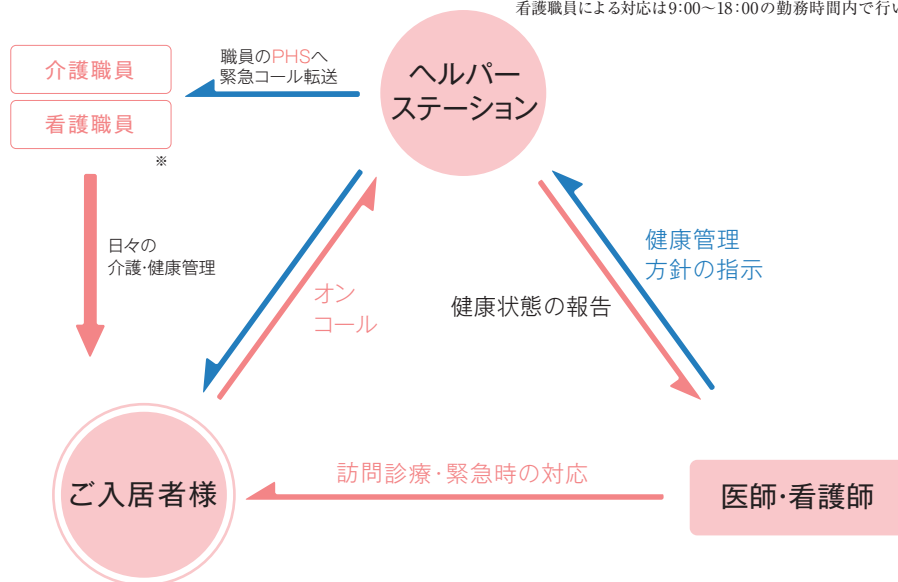 看護職員による対応は9:00～18:00の勤務時間内で行い
介護職員
看護職員
※
職員のPHSへ
緊急コール転送
ヘルパー
ステーション
日々の
介護・健康管理
オン
コール
健康状態の報告
健康管理
方針の指示
ご入居者様
訪問診療・緊急時の対応
医師・看護師